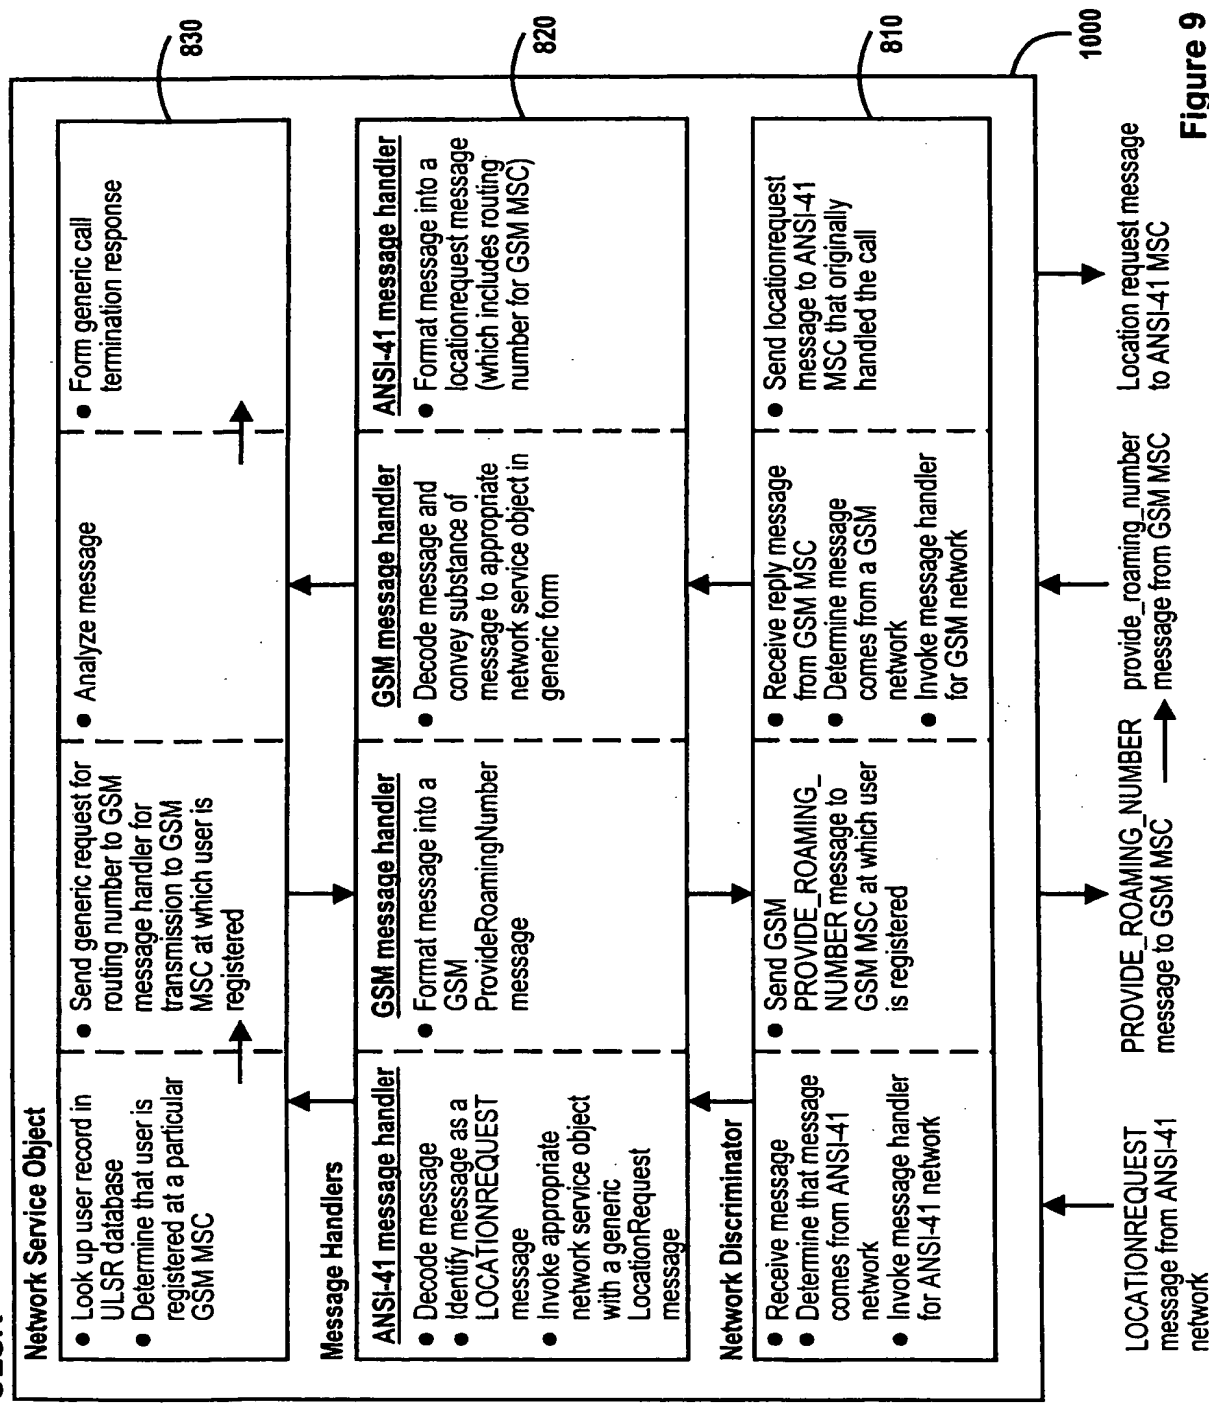 Network Service Object
● Look up user record in
ULSR database
● Determine that user is
registered at a particular
GSM MSC
● Send generic request for
routing number to GSM
message handler for
transmission to GSM
MSC at which user is
registered
● Analyze message
● Form generic call
termination response
830
Message Handlers
ANSI-41 message handler
● Decode message
● Identify message as a
LOCATIONREQUEST
message
● Invoke appropriate
network service object
with a generic
LocationRequest
message
GSM message handler
● Format message into a
GSM
ProvideRoamingNumber
message
GSM message handler
● Decode message and
convey substance of
message to appropriate
network service object in
generic form
ANSI-41 message handler
● Format message into a
locationrequest message
(which includes routing
number for GSM MSC)
820
Network Discriminator
● Receive message
● Determine that message
comes from ANSI-41
network
● Invoke message handler
for ANSI-41 network
● Send GSM
PROVIDE_ROAMING_
NUMBER message to
GSM MSC at which user
is registered
● Receive reply message
from GSM MSC
● Determine message
comes from a GSM
network
● Invoke message handler
for GSM network
● Send locationrequest
message to ANSI-41
MSC that originally
handled the call
810
1000
LOCATIONREQUEST
message from ANSI-41
network
PROVIDE_ROAMING_NUMBER
message to GSM MSC
provide_roaming_number
message from GSM MSC
Location request message
to ANSI-41 MSC
Figure 9